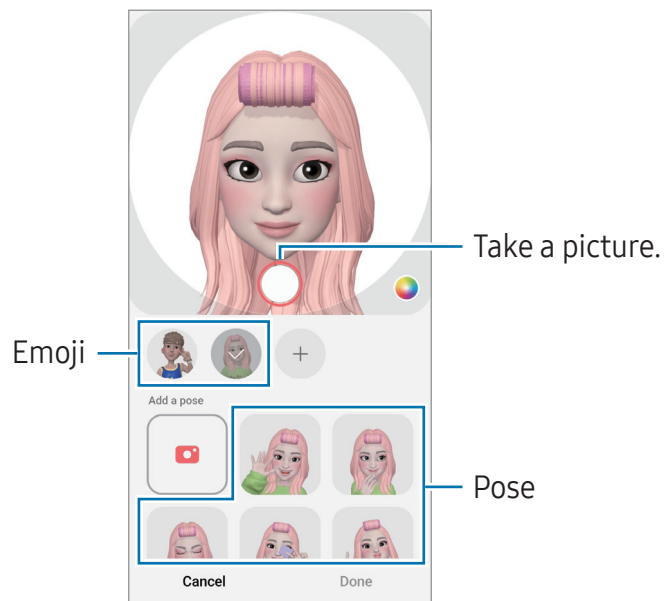 Take a picture.
Emoji
Add a pose
Pose
Cancel
Done